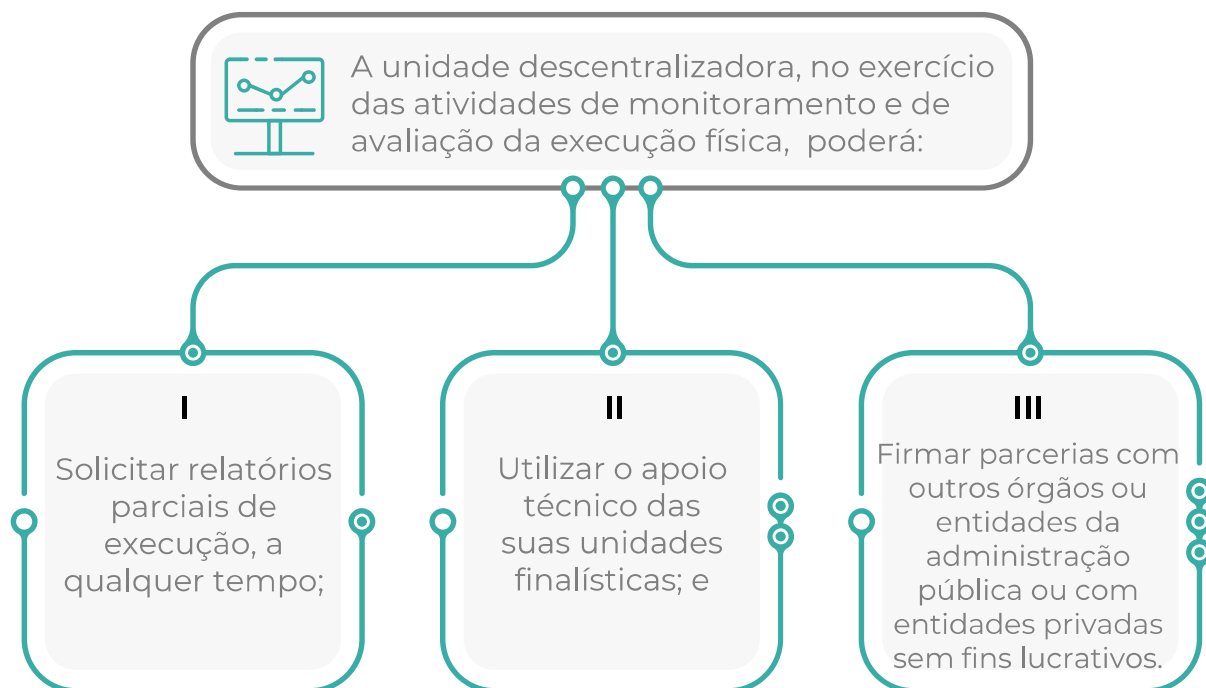 A unidade descentralizadora, no exercício
das atividades de monitoramento e de
avaliação da execução física, poderá:
I
Solicitar relatórios
parciais de
execução, a
qualquer tempo;
II
Utilizar o apoio
técnico das
suas unidades
finalísticas; e
III
Firmar parcerias com
outros órgãos ou
entidades da
administração
pública ou com
entidades privadas
sem fins lucrativos.